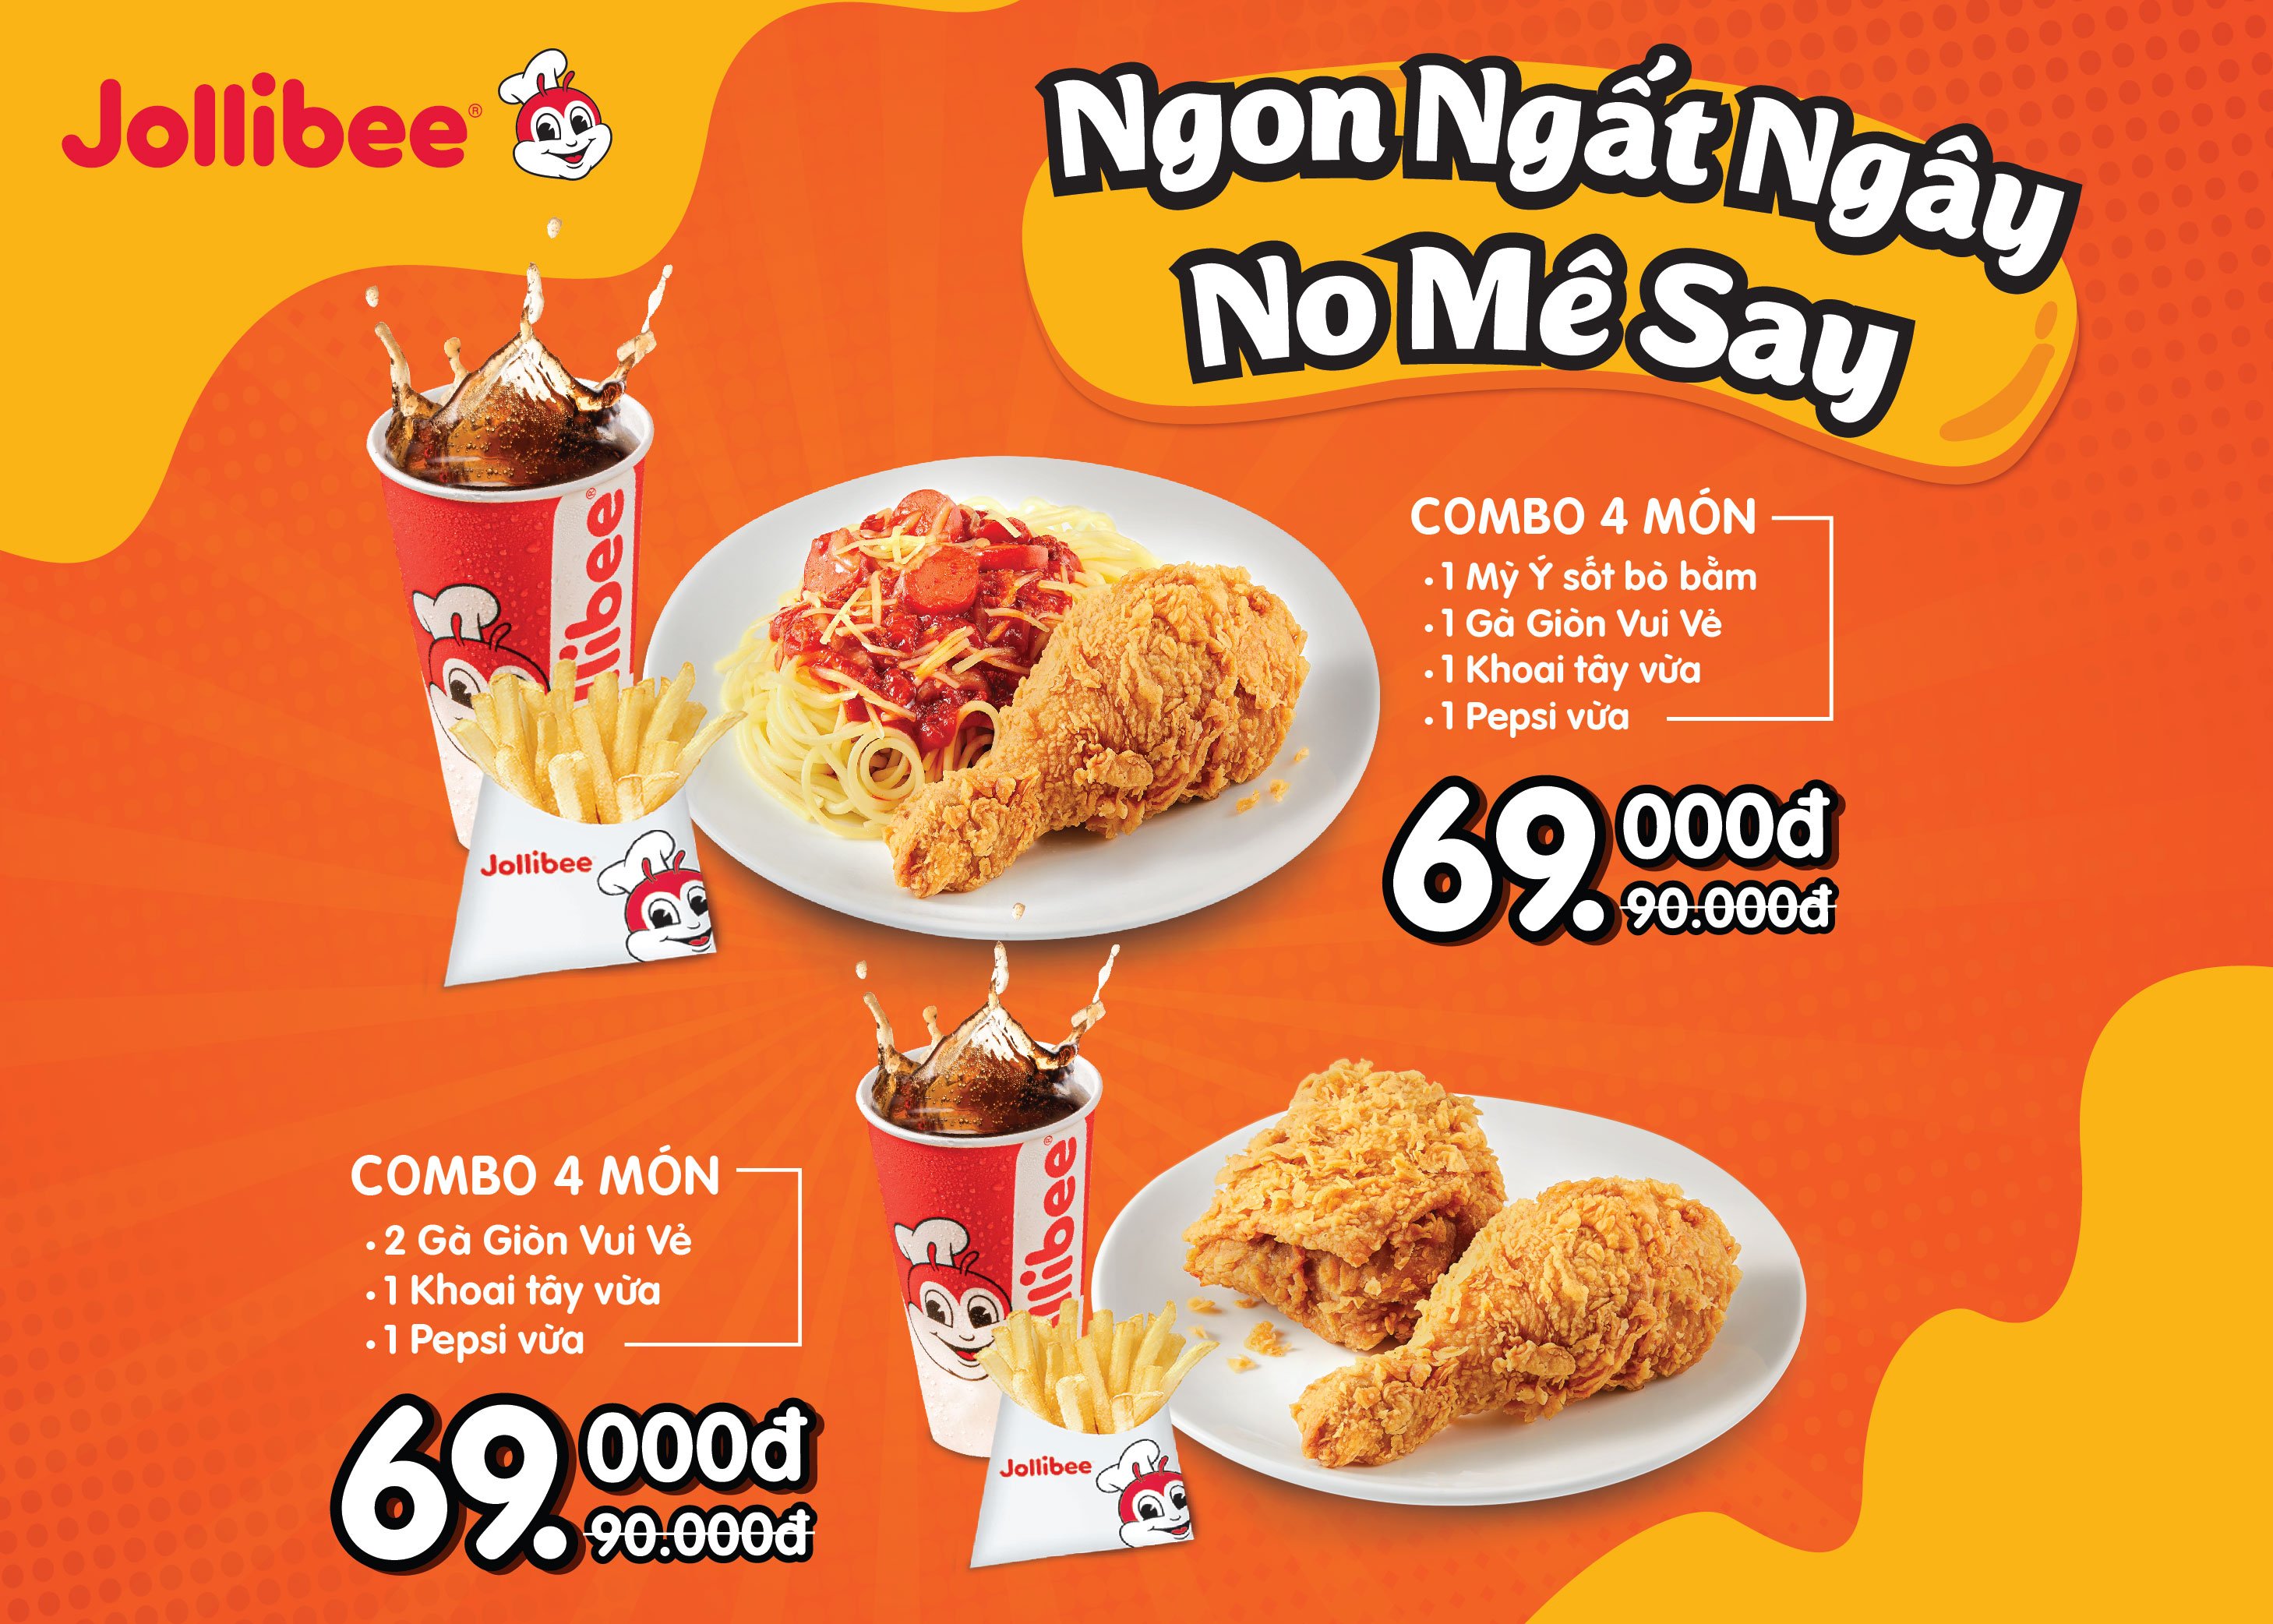 Jollibee®
Ngon Ngất Ngây
No Mê Say
COMBO 4 MÓN
• 1 Mỳ Ý sốt bò bằm
• 1 Gà Giòn Vui Vẻ
• 1 Khoai tây vừa
• 1 Pepsi vừa
69.000đ
90.000đ
llibee®
Jollibee
COMBO 4 MÓN
• 2 Gà Giòn Vui Vẻ
• 1 Khoai tây vừa
• 1 Pepsi vừa
69.000đ
90.000đ
llibee®
Jollibee